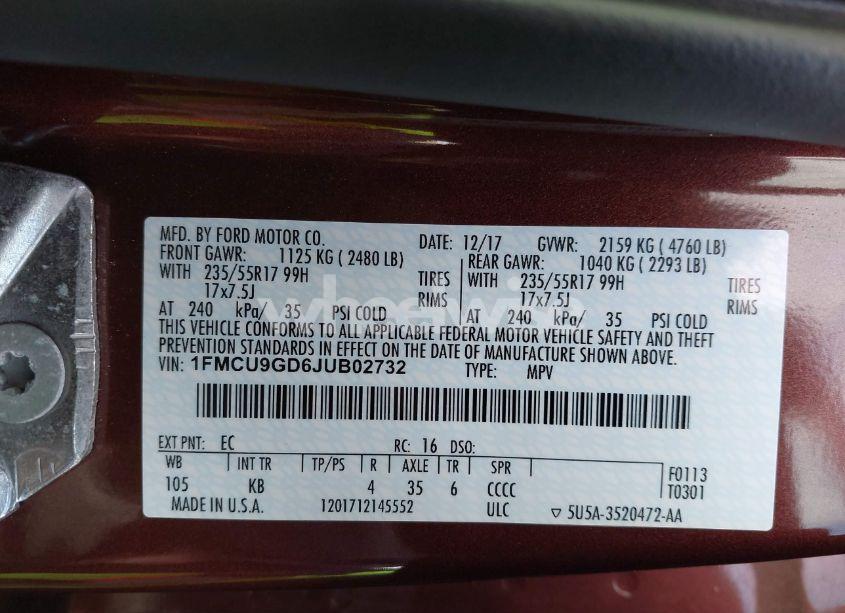 MFD. BY FORD MOTOR CO. DATE: 12/17 GVWR: 2159 KG ( 4760 LB)
FRONT GAWR: 1125 KG ( 2480 LB) REAR GAWR: 1040 KG ( 2293 LB)
WITH 235/55R17 99H TIRES WITH 235/55R17 99H TIRES
17x7.5J RIMS 17x7.5J RIMS
AT 240 kPa/ 35 PSI COLD AT 240 kPa/ 35 PSI COLD
THIS VEHICLE CONFORMS TO ALL APPLICABLE FEDERAL MOTOR VEHICLE SAFETY AND THEFT
PREVENTION STANDARDS IN EFFECT ON THE DATE OF MANUFACTURE SHOWN ABOVE.
VIN: 1FMCU9GD6JUB02732 TYPE: MPV
EXT PNT: EC RC: 16 DSO:
WB INT TR TP/PS R AXLE TR SPR F0113
105 KB 4 35 6 CCCC T0301
MADE IN U.S.A. 1201712145552 ULC ▽ 5U5A-3520472-AA